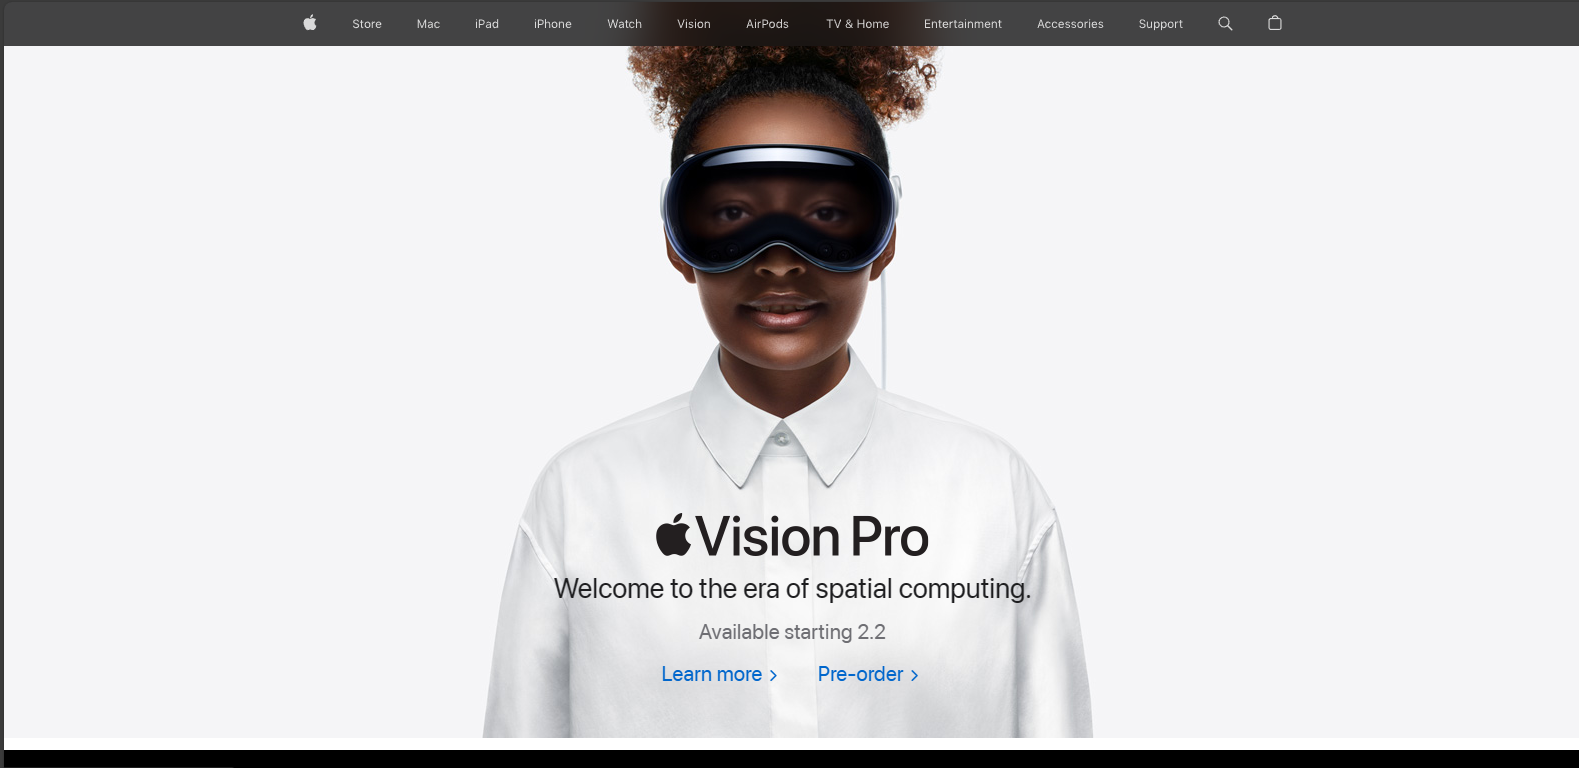 Store Mac iPad iPhone Watch Vision AirPods TV & Home Entertainment Accessories Support
Vision Pro
Welcome to the era of spatial computing.
Available starting 2.2
Learn more > Pre-order >